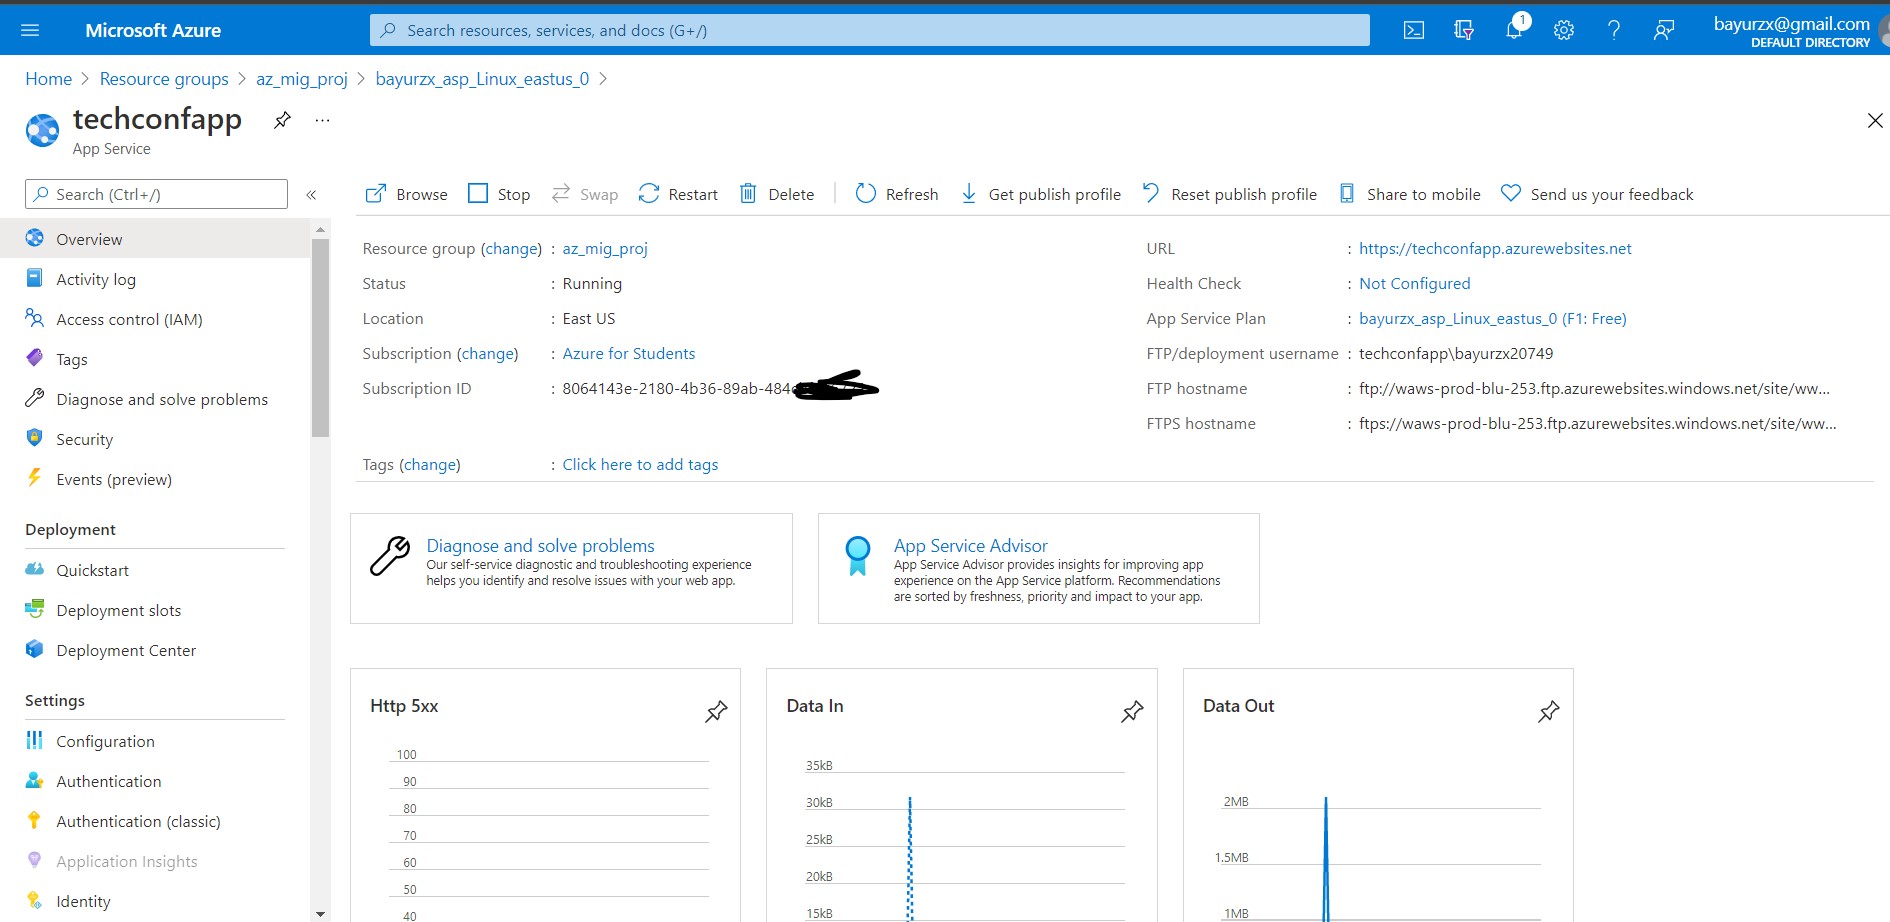 Microsoft Azure
Search resources, services, and docs (G+/)
1
bayurzx@gmail.com
DEFAULT DIRECTORY
Home > Resource groups > az_mig_proj > bayurzx_asp_Linux_eastus_0 >
techconfapp
...
App Service
Search (Ctrl+/)
«
Overview
Activity log
Access control (IAM)
Tags
Diagnose and solve problems
Security
Events (preview)
Deployment
Quickstart
Deployment slots
Deployment Center
Settings
Configuration
Authentication
Authentication (classic)
Application Insights
Identity
Browse Stop Swap Restart Delete Refresh Get publish profile Reset publish profile Share to mobile Send us your feedback
Resource group (change) : az_mig_proj
Status : Running
Location : East US
Subscription (change) : Azure for Students
Subscription ID : 8064143e-2180-4b36-89ab-484
Tags (change) : Click here to add tags
URL : https://techconfapp.azurewebsites.net
Health Check : Not Configured
App Service Plan : bayurzx_asp_Linux_eastus_0 (F1: Free)
FTP/deployment username : techconfapp\bayurzx20749
FTP hostname : ftp://waws-prod-blu-253.ftp.azurewebsites.windows.net/site/ww...
FTPS hostname : ftps://waws-prod-blu-253.ftp.azurewebsites.windows.net/site/ww...
Diagnose and solve problems
Our self-service diagnostic and troubleshooting experience
helps you identify and resolve issues with your web app.
App Service Advisor
App Service Advisor provides insights for improving app
experience on the App Service platform. Recommendations
are sorted by freshness, priority and impact to your app.
Http 5xx
100
90
80
70
60
50
40
Data In
35kB
30kB
25kB
20kB
15kB
Data Out
2MB
1.5MB
1MB